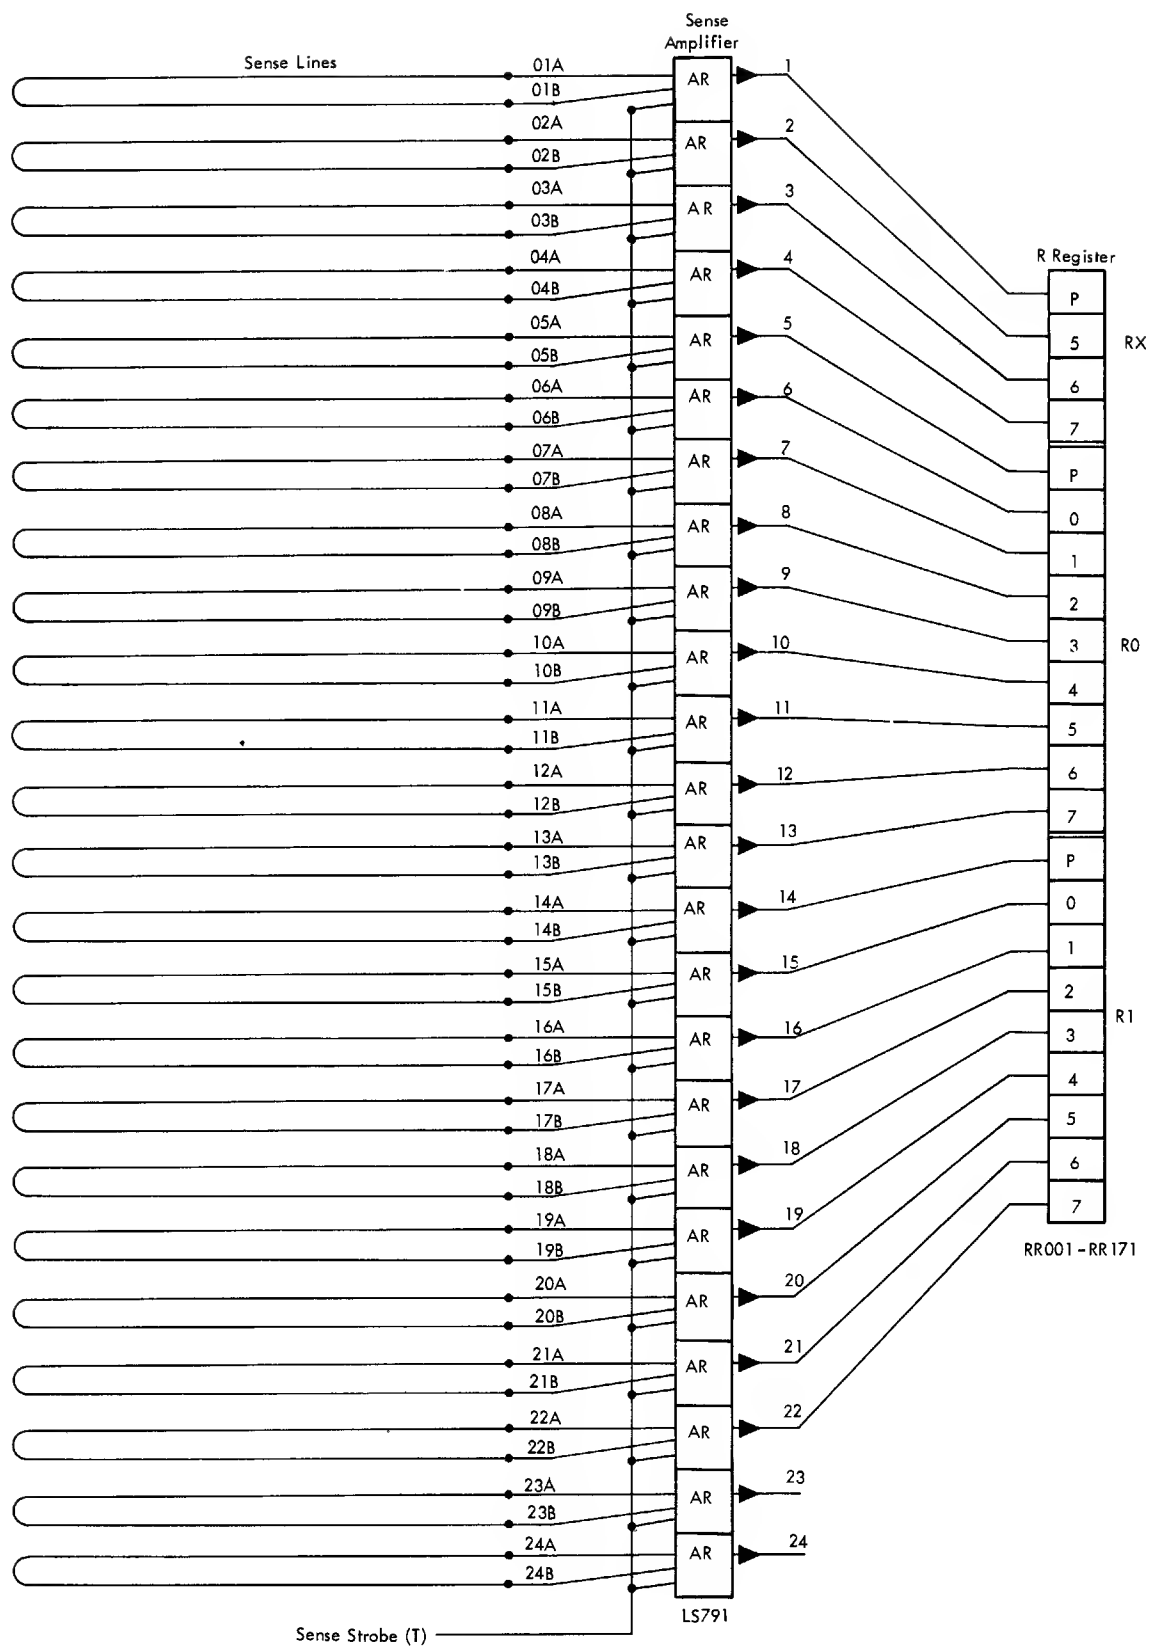 Sense
Amplifier
Sense Lines
01A
AR
1
01B
02A
AR
2
02B
03A
AR
3
03B
04A
AR
4
04B
05A
AR
5
05B
06A
AR
6
06B
07A
AR
7
07B
08A
AR
8
08B
09A
AR
9
09B
10A
AR
10
10B
11A
AR
11
11B
12A
AR
12
12B
13A
AR
13
13B
14A
AR
14
14B
15A
AR
15
15B
16A
AR
16
16B
17A
AR
17
17B
18A
AR
18
18B
19A
AR
19
19B
20A
AR
20
20B
21A
AR
21
21B
22A
AR
22
22B
23A
AR
23
23B
24A
AR
24
24B
LS791
Sense Strobe (T)
R Register
P
5
RX
6
7
P
0
1
2
3
R0
4
5
6
7
P
0
1
2
R1
3
4
5
6
7
RR001-RR171